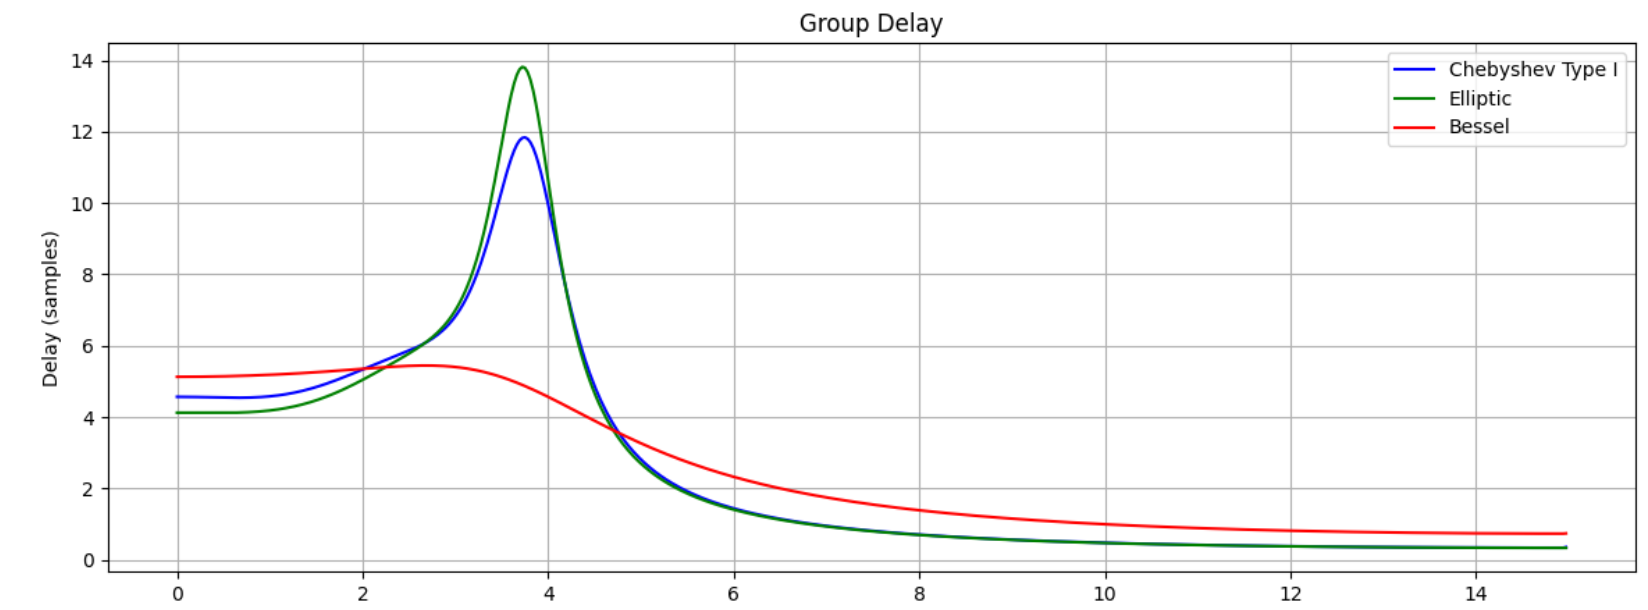 Group Delay
Chebyshev Type I
Elliptic
Bessel
Delay (samples)
14
12
10
8
6
4
2
0
0 2 4 6 8 10 12 14